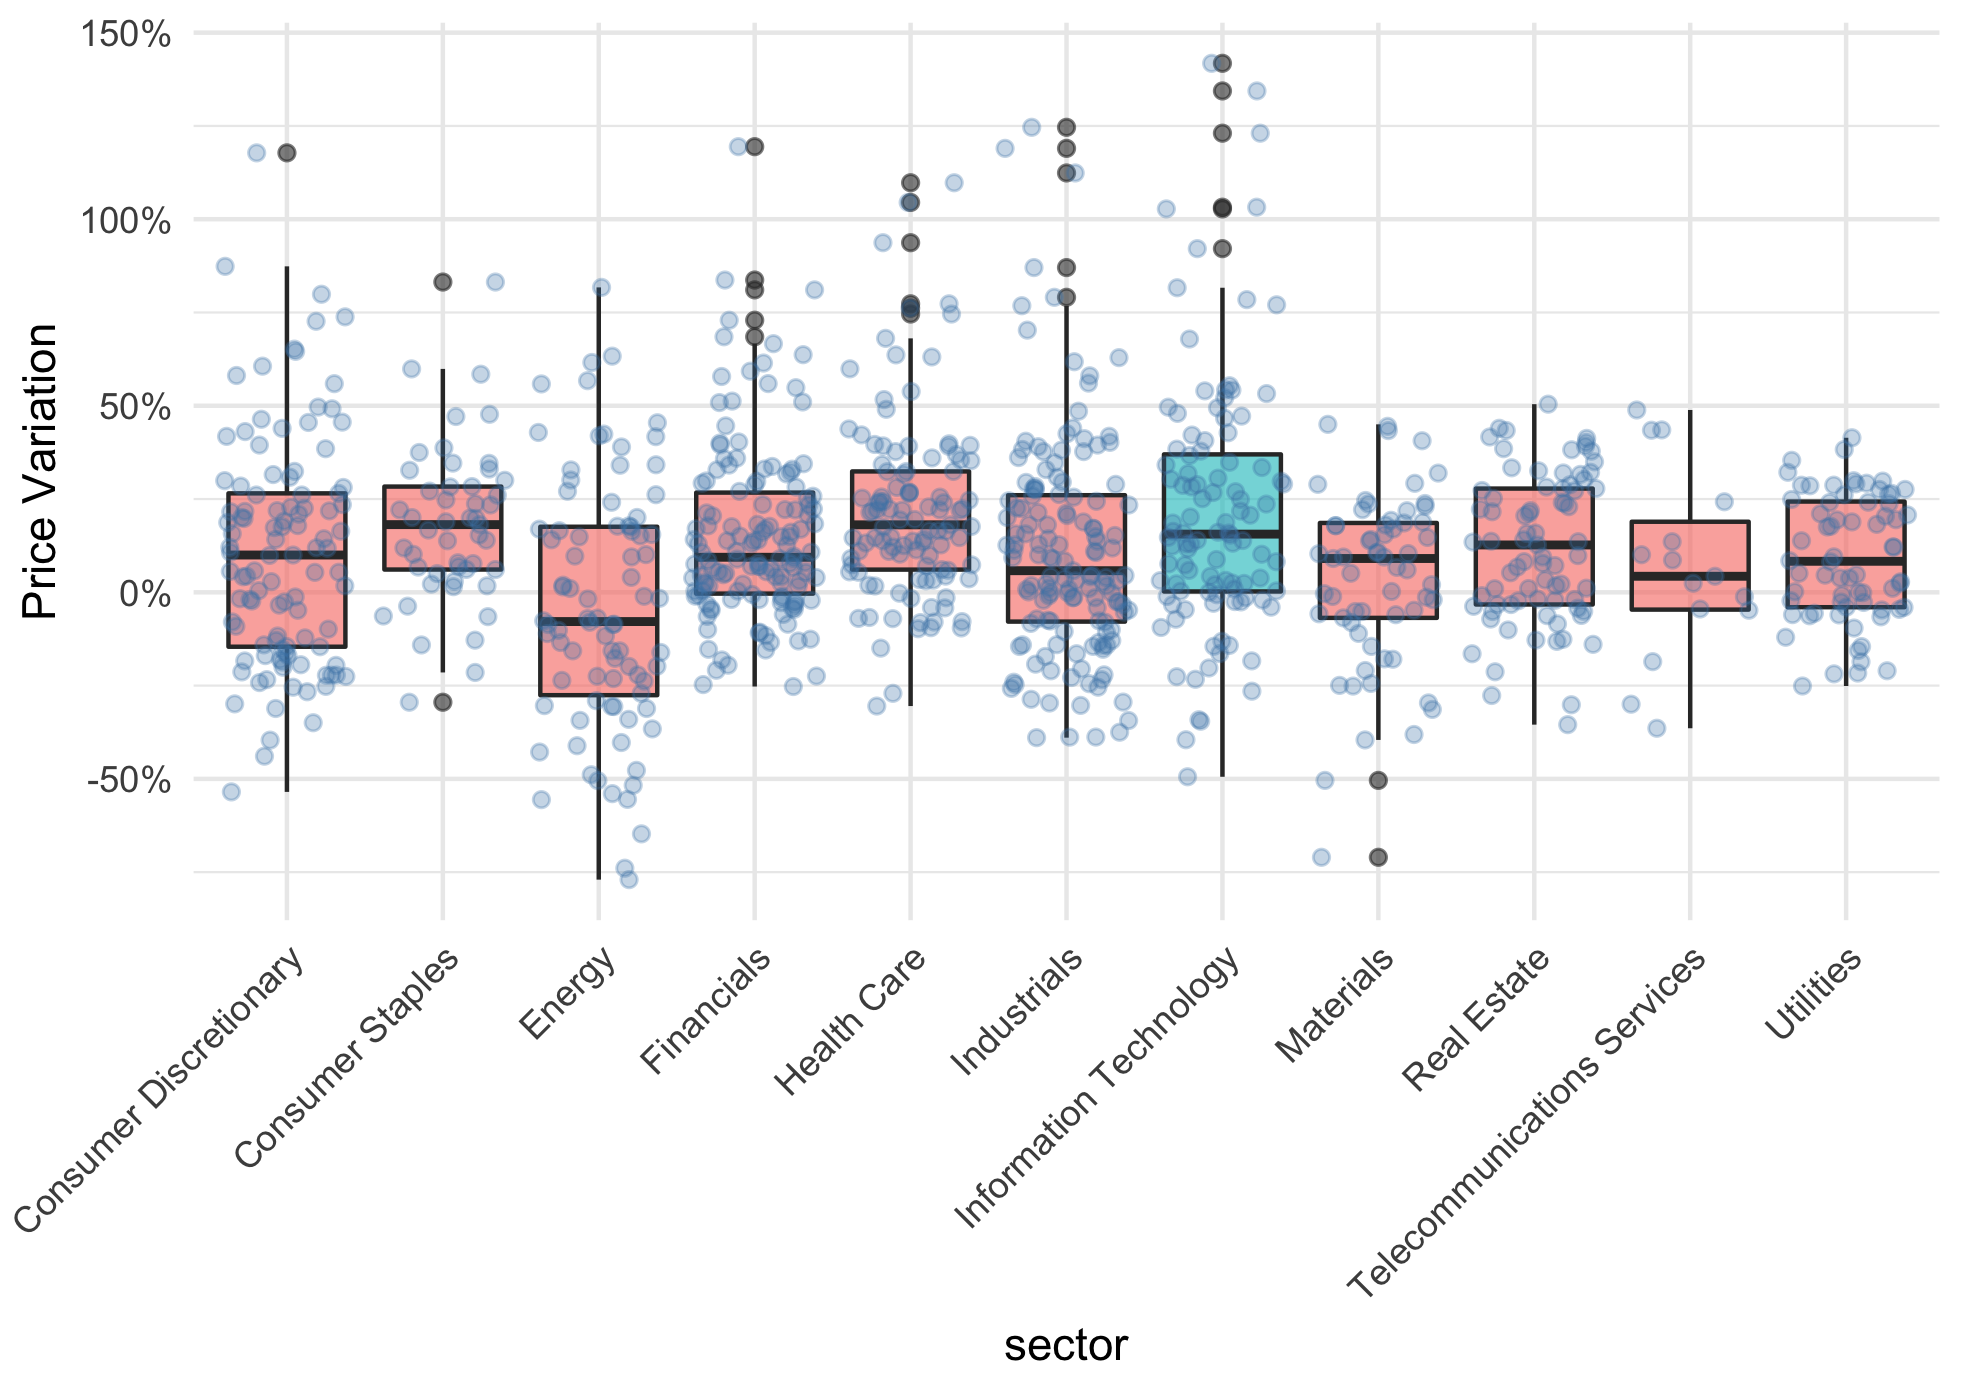 150%
100%
50%
0%
-50%
Price Variation
Consumer Discretionary
Consumer Staples
Energy
Financials
Health Care
Industrials
Information Technology
Materials
Real Estate
Telecommunications Services
Utilities
sector